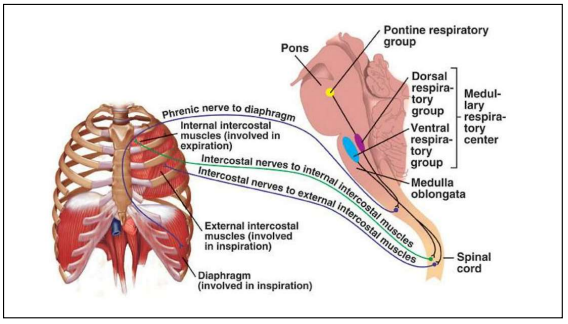 Pontine respiratory
group
Pons
Dorsal
respira-
tory
group
Medul-
lary
respira-
tory
center
Ventral
respira-
tory
group
Medulla
oblongata
Phrenic nerve to diaphragm
Internal intercostal
muscles (involved in
expiration)
Intercostal nerves to internal intercostal muscles
Intercostal nerves to external intercostal muscles
External intercostal
muscles (involved
in inspiration)
Diaphragm
(involved in inspiration)
Spinal
cord